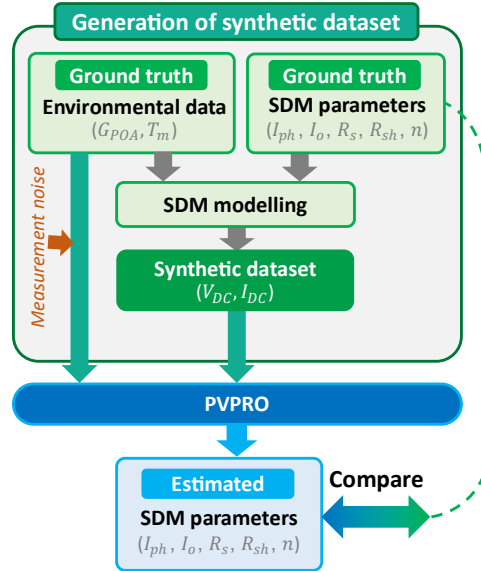 Generation of synthetic dataset
Ground truth
Environmental data
(G_POA, T_m)
Ground truth
SDM parameters
(I_ph, I_o, R_s, R_sh, n)
Measurement noise
SDM modelling
Synthetic dataset
(V_DC, I_DC)
PVPRO
Estimated
SDM parameters
(I_ph, I_o, R_s, R_sh, n)
Compare